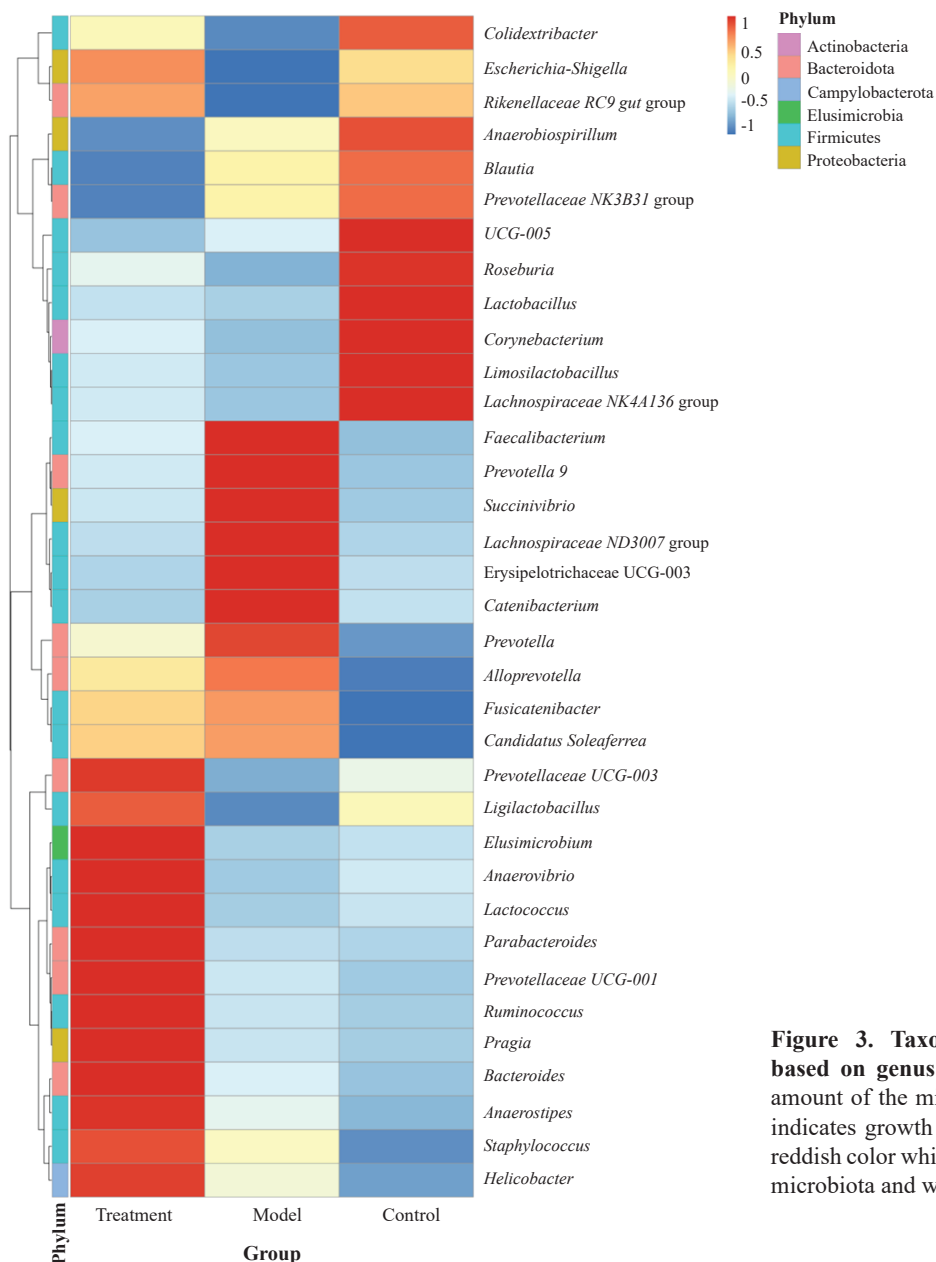 Colidextribacter
Escherichia-Shigella
Rikenellaceae RC9 gut group
Anaerobiospirillum
Blautia
Prevotellaceae NK3B31 group
UCG-005
Roseburia
Lactobacillus
Corynebacterium
Limosilactobacillus
Lachnospiraceae NK4A136 group
Faecalibacterium
Prevotella 9
Succinivibrio
Lachnospiraceae ND3007 group
Erysipelotrichaceae UCG-003
Catenibacterium
Prevotella
Alloprevotella
Fusicatenibacter
Candidatus Soleaferrea
Prevotellaceae UCG-003
Ligilactobacillus
Elusimicrobium
Anaerovibrio
Lactococcus
Parabacteroides
Prevotellaceae UCG-001
Ruminococcus
Pragia
Bacteroides
Anaerostipes
Staphylococcus
Helicobacter
1
0.5
0
-0.5
-1
Phylum
Actinobacteria
Bacteroidota
Campylobacterota
Elusimicrobia
Firmicutes
Proteobacteria
Phylum
Treatment
Model
Control
Group
Figure 3. Taxo
based on genus
amount of the mi
indicates growth
reddish color whi
microbiota and w